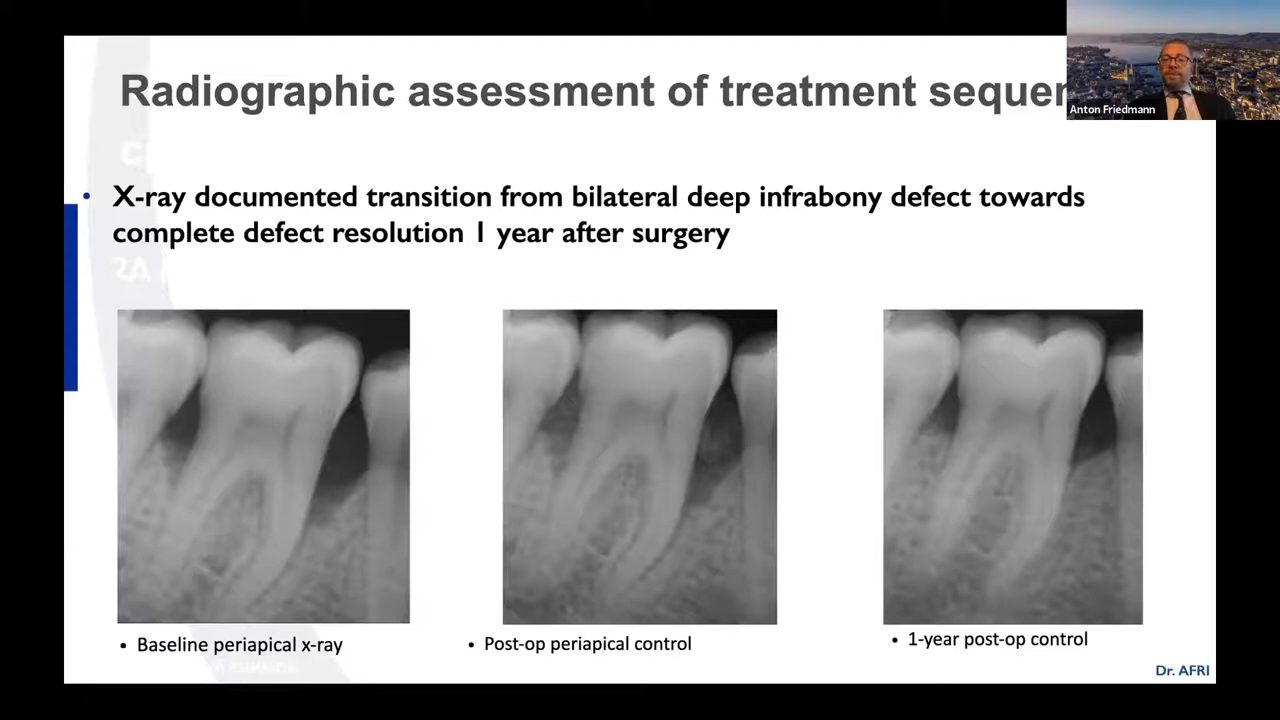 Radiographic assessment of treatment sequen
Anton Friedmann
• X-ray documented transition from bilateral deep infrabony defect towards
complete defect resolution 1 year after surgery
• Baseline periapical x-ray
• Post-op periapical control
• 1-year post-op control
Dr. AFRI